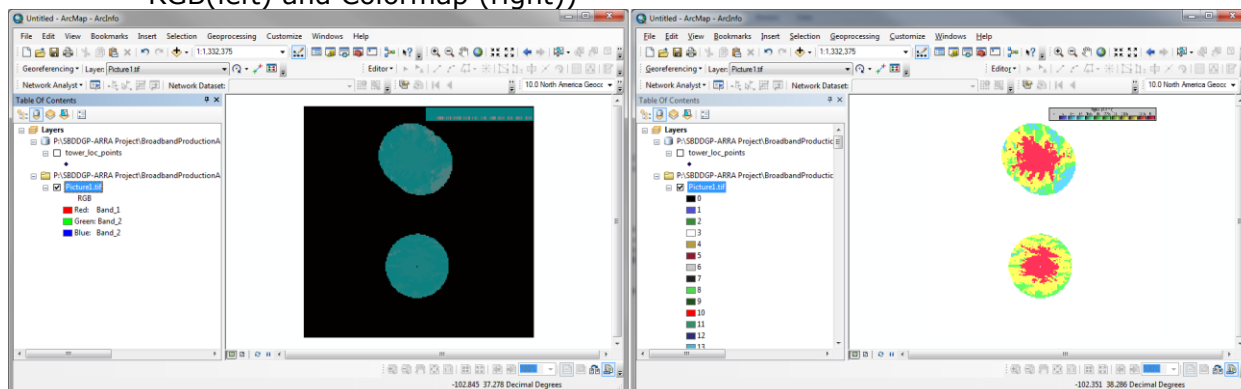 RGB(left) and Colormap (right))
Untitled - ArcMap - ArcInfo
File Edit View Bookmarks Insert Selection Geoprocessing Customize Windows Help
1:1,332,375
Georeferencing Layer: Picture1.tif
Editor
Network Analyst Network Dataset:
10.0 North America Geocc
Table Of Contents
Layers
P:\SBDDGP-ARRA Project\BroadbandProductionA
tower_loc_points
P:\SBDDGP-ARRA Project\BroadbandProductionA
Picture1.tif
RGB
Red: Band_1
Green: Band_2
Blue: Band_2
-102.845 37.278 Decimal Degrees
Untitled - ArcMap - ArcInfo
File Edit View Bookmarks Insert Selection Geoprocessing Customize Windows Help
1:1,332,375
Georeferencing Layer: Picture1.tif
Editor
Network Analyst Network Dataset:
10.0 North America Geocc
Table Of Contents
Layers
P:\SBDDGP-ARRA Project\BroadbandProductic
tower_loc_points
P:\SBDDGP-ARRA Project\BroadbandProductic
Picture1.tif
0
1
2
3
4
5
6
7
8
9
10
11
12
13
-102.351 38.286 Decimal Degrees